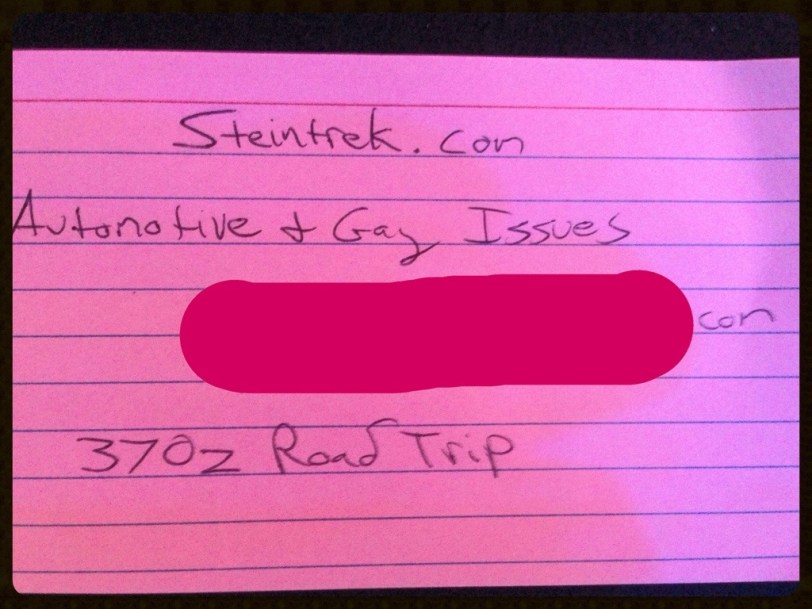 Steintrek.com
Automotive & Gay Issues
com
370z Road Trip